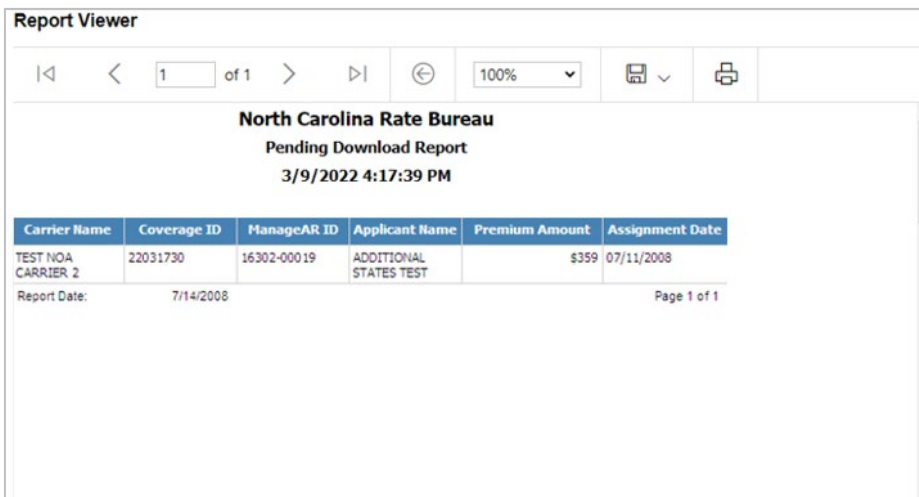 Report Viewer
1 of 1 100%
North Carolina Rate Bureau
Pending Download Report
3/9/2022 4:17:39 PM
Carrier Name Coverage ID ManageAR ID Applicant Name Premium Amount Assignment Date
TEST NOA 22031730 16302-00019 ADDITIONAL $359 07/11/2008
CARRIER 2 STATES TEST
Report Date: 7/14/2008 Page 1 of 1